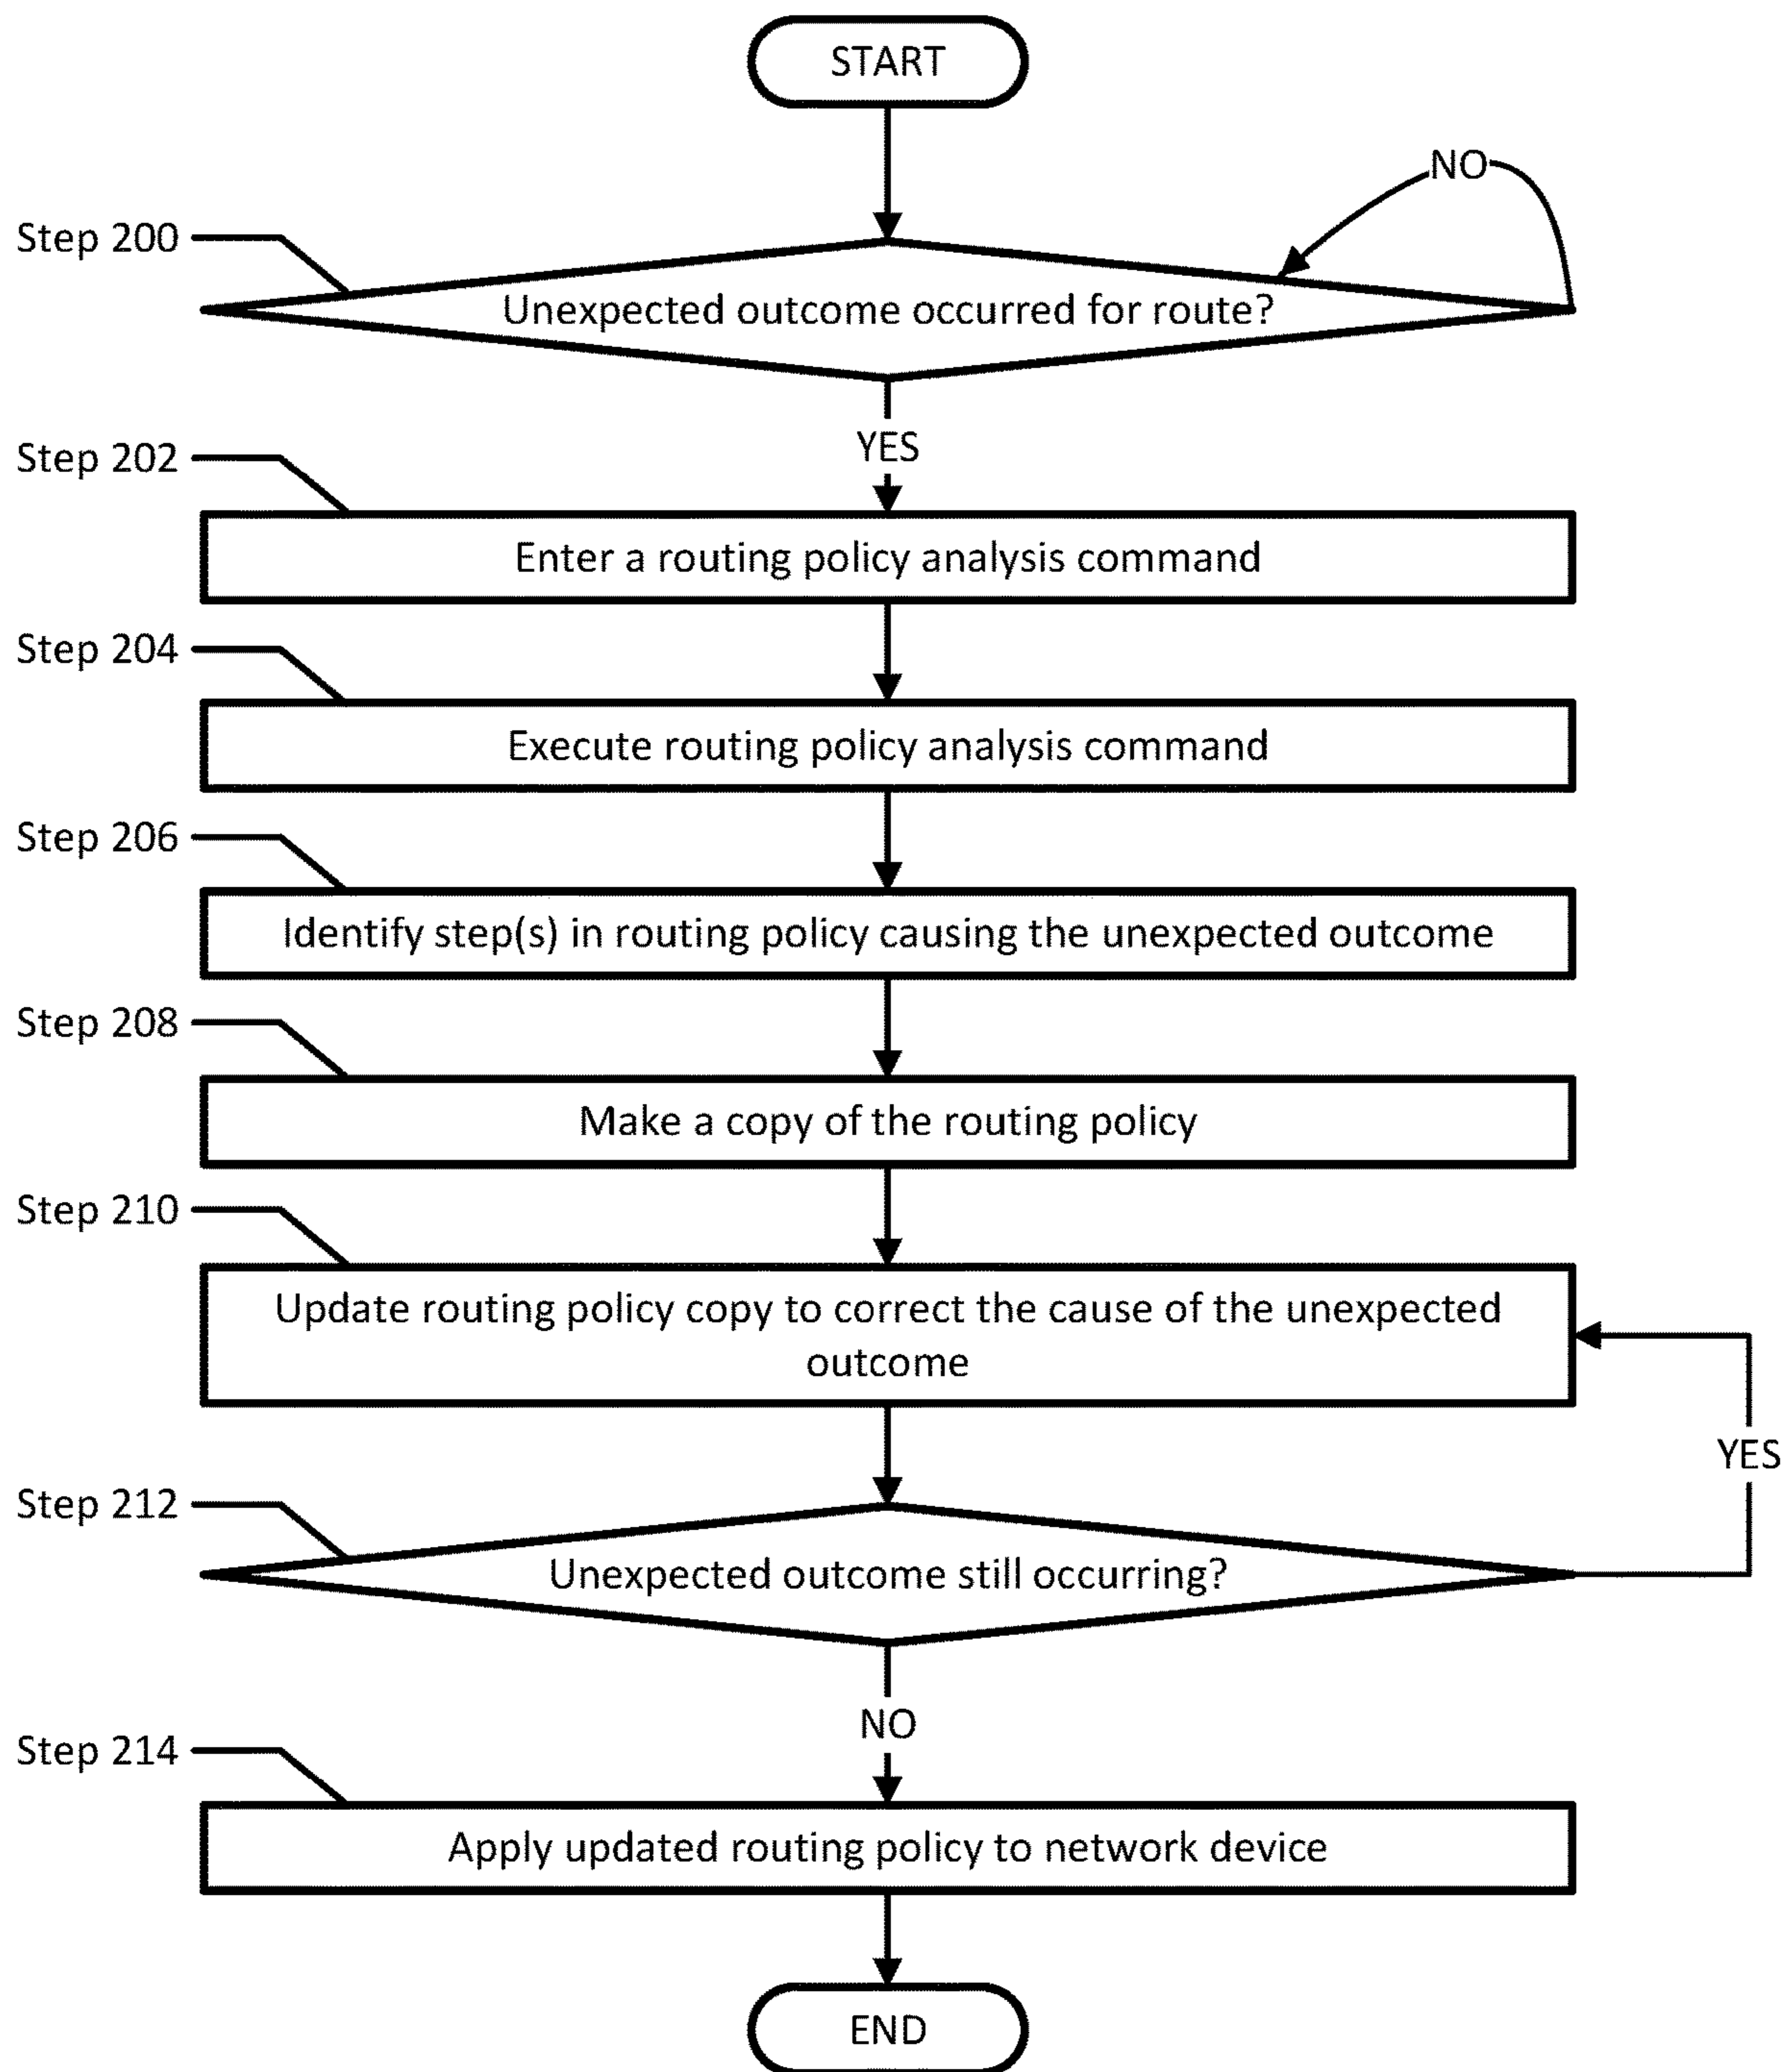 START
NO
Step 200
Unexpected outcome occurred for route?
YES
Step 202
Enter a routing policy analysis command
Step 204
Execute routing policy analysis command
Step 206
Identify step(s) in routing policy causing the unexpected outcome
Step 208
Make a copy of the routing policy
Step 210
Update routing policy copy to correct the cause of the unexpected
outcome
YES
Step 212
Unexpected outcome still occurring?
NO
Step 214
Apply updated routing policy to network device
END